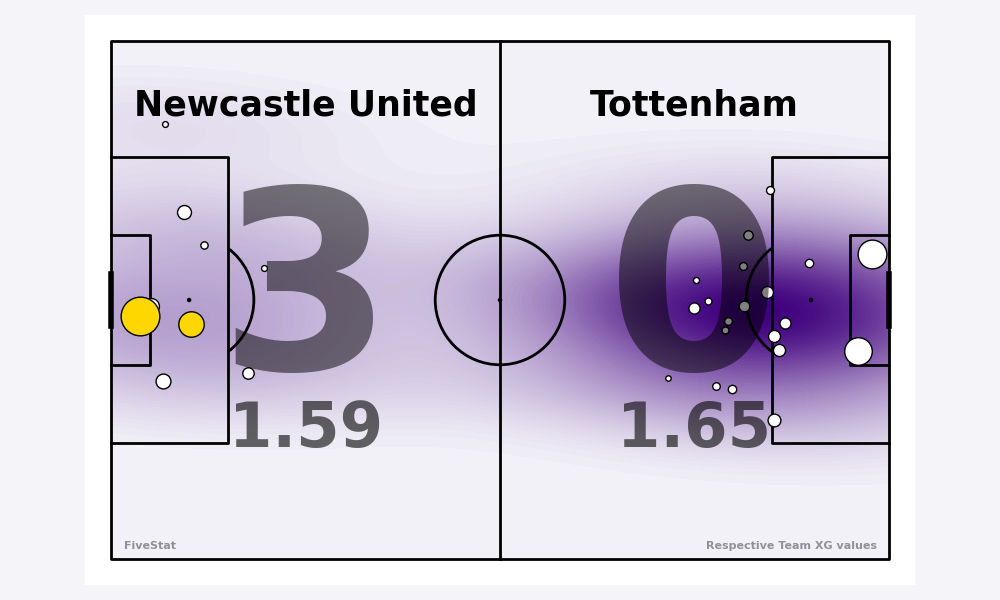 Newcastle United
Tottenham
3
0
1.59
1.65
FiveStat
Respective Team XG values